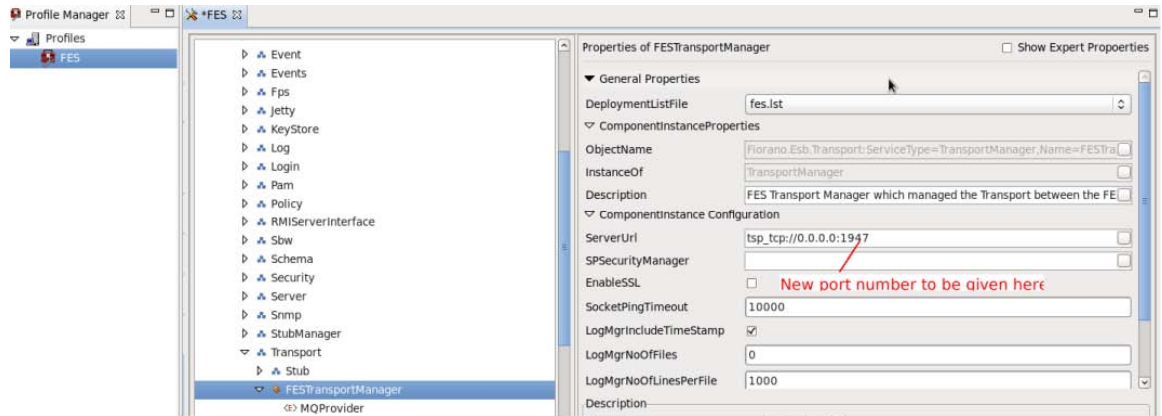 Profile Manager
*FES
Profiles
FES
Event
Events
Fps
Jetty
KeyStore
Log
Login
Pam
Policy
RMIServerInterface
Sbw
Schema
Security
Server
Snmp
StubManager
Transport
Stub
FESTransportManager
MQProvider
Properties of FESTransportManager
Show Expert Propoerties
General Properties
DeploymentListFile
fes.lst
ComponentInstanceProperties
ObjectName
Fiorano.Esb.Transport:ServiceType=TransportManager,Name=FESTra
InstanceOf
TransportManager
Description
FES Transport Manager which managed the Transport between the FE
ComponentInstance Configuration
ServerUrl
tsp_tcp://0.0.0.0:1947
SPSecurityManager
EnableSSL
New port number to be given here
SocketPingTimeout
10000
LogMgrIncludeTimeStamp
LogMgrNoOfFiles
0
LogMgrNoOfLinesPerFile
1000
Description